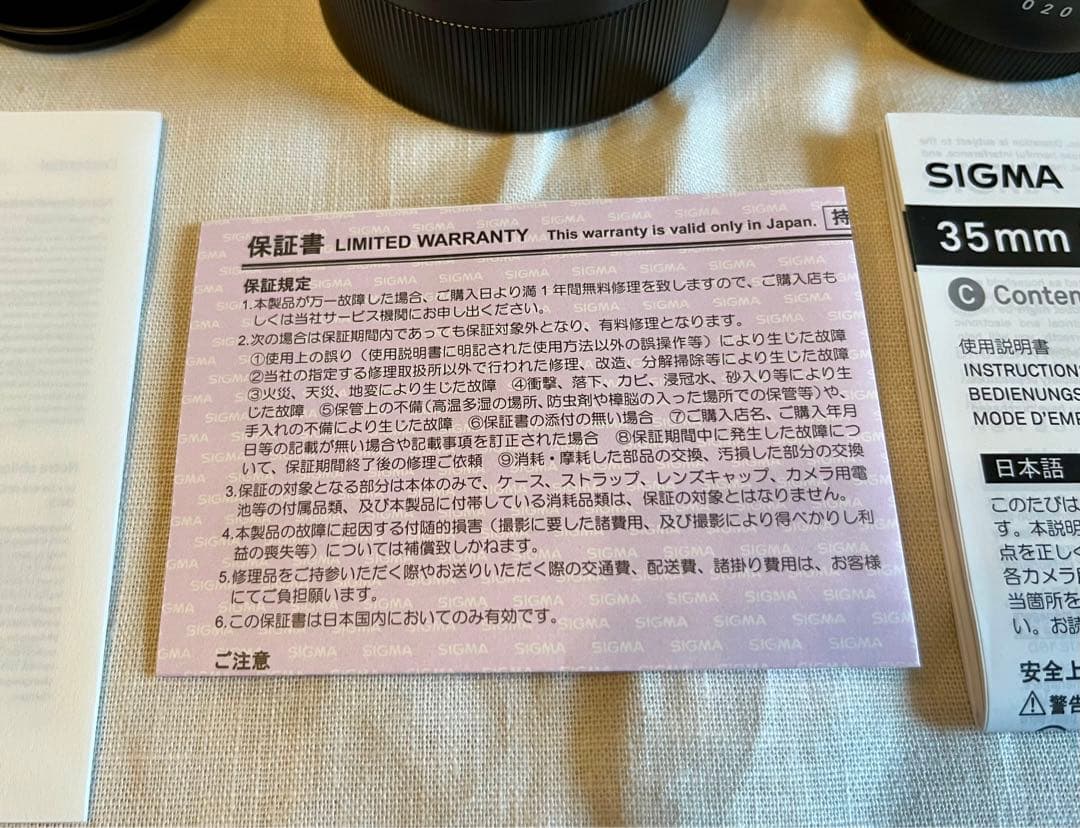 020
保証書 LIMITED WARRANTY This warranty is valid only in Japan. 持
保証規定
1.本製品が万一故障した場合、ご購入日より満1年間無料修理を致しますので、ご購入店も
しくは当社サービス機関にお申し出ください。
2.次の場合は保証期間内であっても保証対象外となり、有料修理となります。
①使用上の誤り（使用説明書に明記された使用方法以外の誤操作等）により生じた故障
②当社の指定する修理取扱所以外で行われた修理、改造、分解掃除等により生じた故障
③火災、天災、地変により生じた故障 ④衝撃、落下、カビ、浸冠水、砂入り等により生
じた故障 ⑤保管上の不備（高温多湿の場所、防虫剤や樟脳の入った場所での保管等）や、
手入れの不備により生じた故障 ⑥保証書の添付の無い場合 ⑦ご購入店名、ご購入年月
日等の記載が無い場合や記載事項を訂正された場合 ⑧保証期間中に発生した故障につ
いて、保証期間終了後の修理ご依頼 ⑨消耗・摩耗した部品の交換、汚損した部分の交換
3.保証の対象となる部分は本体のみで、ケース、ストラップ、レンズキャップ、カメラ用電
池等の付属品類、及び本製品に付帯している消耗品類は、保証の対象とはなりません。
4.本製品の故障に起因する付随的損害（撮影に要した諸費用、及び撮影により得べかりし利
益の喪失等）については補償致しかねます。
5.修理品をご持参いただく際やお送りいただく際の交通費、配送費、諸掛り費用は、お客様
にてご負担願います。
6.この保証書は日本国内においてのみ有効です。
ご注意
SIGMA
35mm
C Conten
使用説明書
INSTRUCTION
BEDIENUNGS
MODE D'EM
日本語
このたびは
す。本説明
点を正しく
各カメラ
当箇所を
い。お読
安全上
⚠警告